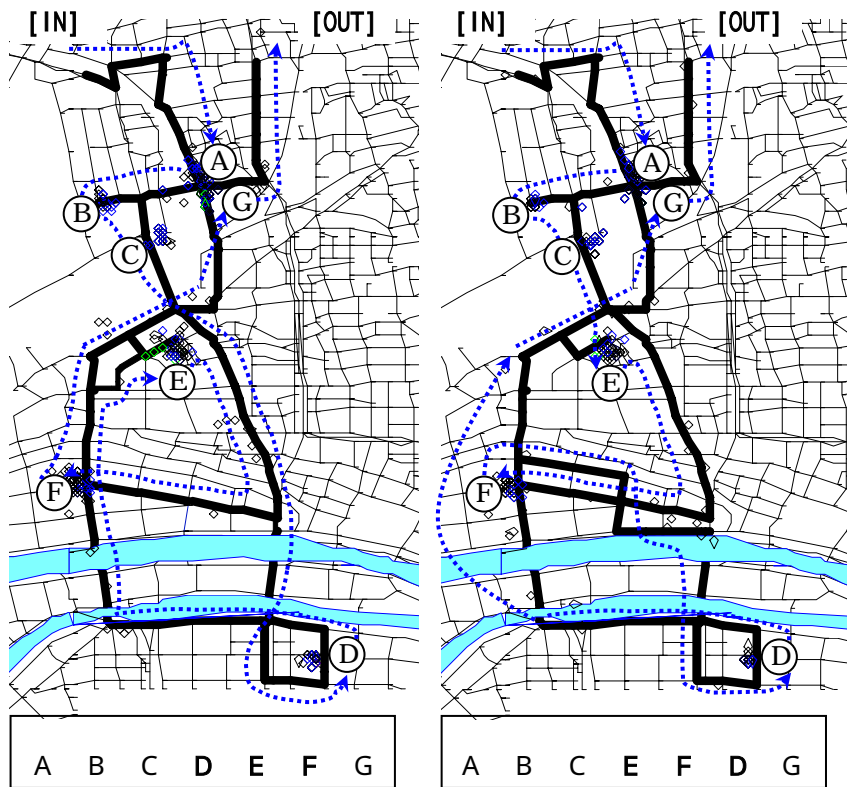 [IN] [OUT] [IN] [OUT]
A A
B G B G
C C
E E
F F
D D
A B C D E F G A B C E F D G